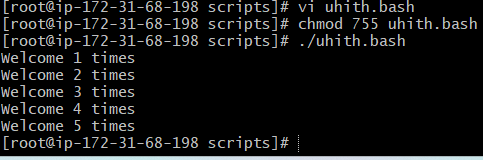 [root@ip-172-31-68-198 scripts]# vi uhith.bash
[root@ip-172-31-68-198 scripts]# chmod 755 uhith.bash
[root@ip-172-31-68-198 scripts]# ./uhith.bash
Welcome 1 times
Welcome 2 times
Welcome 3 times
Welcome 4 times
Welcome 5 times
[root@ip-172-31-68-198 scripts]#